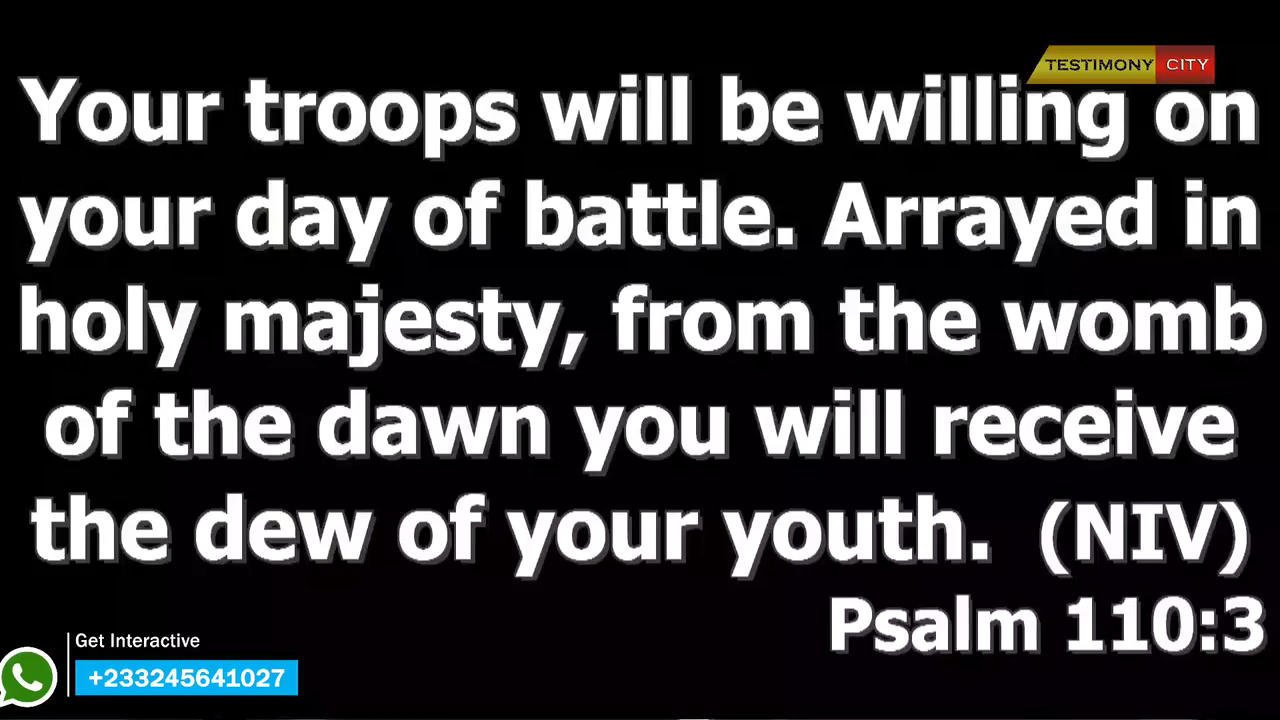 TESTIMONY CITY
Your troops will be willing on
your day of battle. Arrayed in
holy majesty, from the womb
of the dawn you will receive
the dew of your youth. (NIV)
Psalm 110:3
Get Interactive
+233245641027